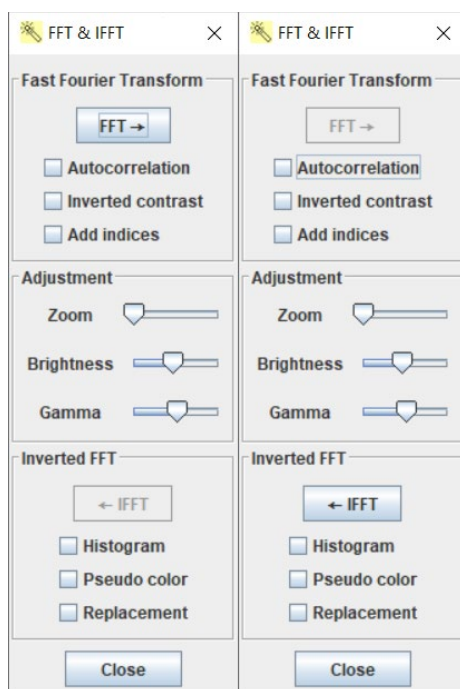 FFT & IFFT
Fast Fourier Transform
FFT →
Autocorrelation
Inverted contrast
Add indices
Adjustment
Zoom
Brightness
Gamma
Inverted FFT
← IFFT
Histogram
Pseudo color
Replacement
Close
FFT & IFFT
Fast Fourier Transform
FFT →
Autocorrelation
Inverted contrast
Add indices
Adjustment
Zoom
Brightness
Gamma
Inverted FFT
← IFFT
Histogram
Pseudo color
Replacement
Close